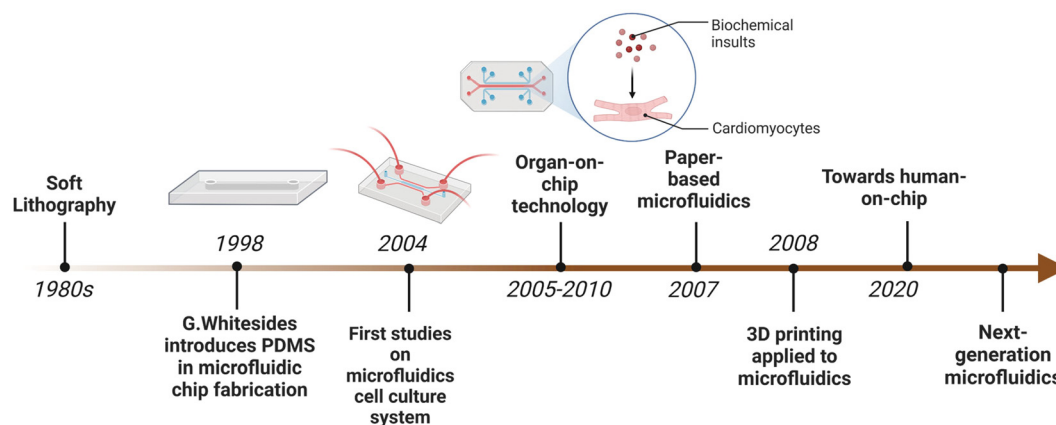 Biochemical
insults
Cardiomyocytes
Soft
Lithography
1980s
1998
G.Whitesides
introduces PDMS
in microfluidic
chip fabrication
2004
First studies on
microfluidics
cell culture
system
Organ-on-
chip
technology
2005-2010
Paper-
based
microfluidics
2007
2008
3D printing
applied to
microfluidics
Towards human-
on-chip
2020
Next-
generation
microfluidics